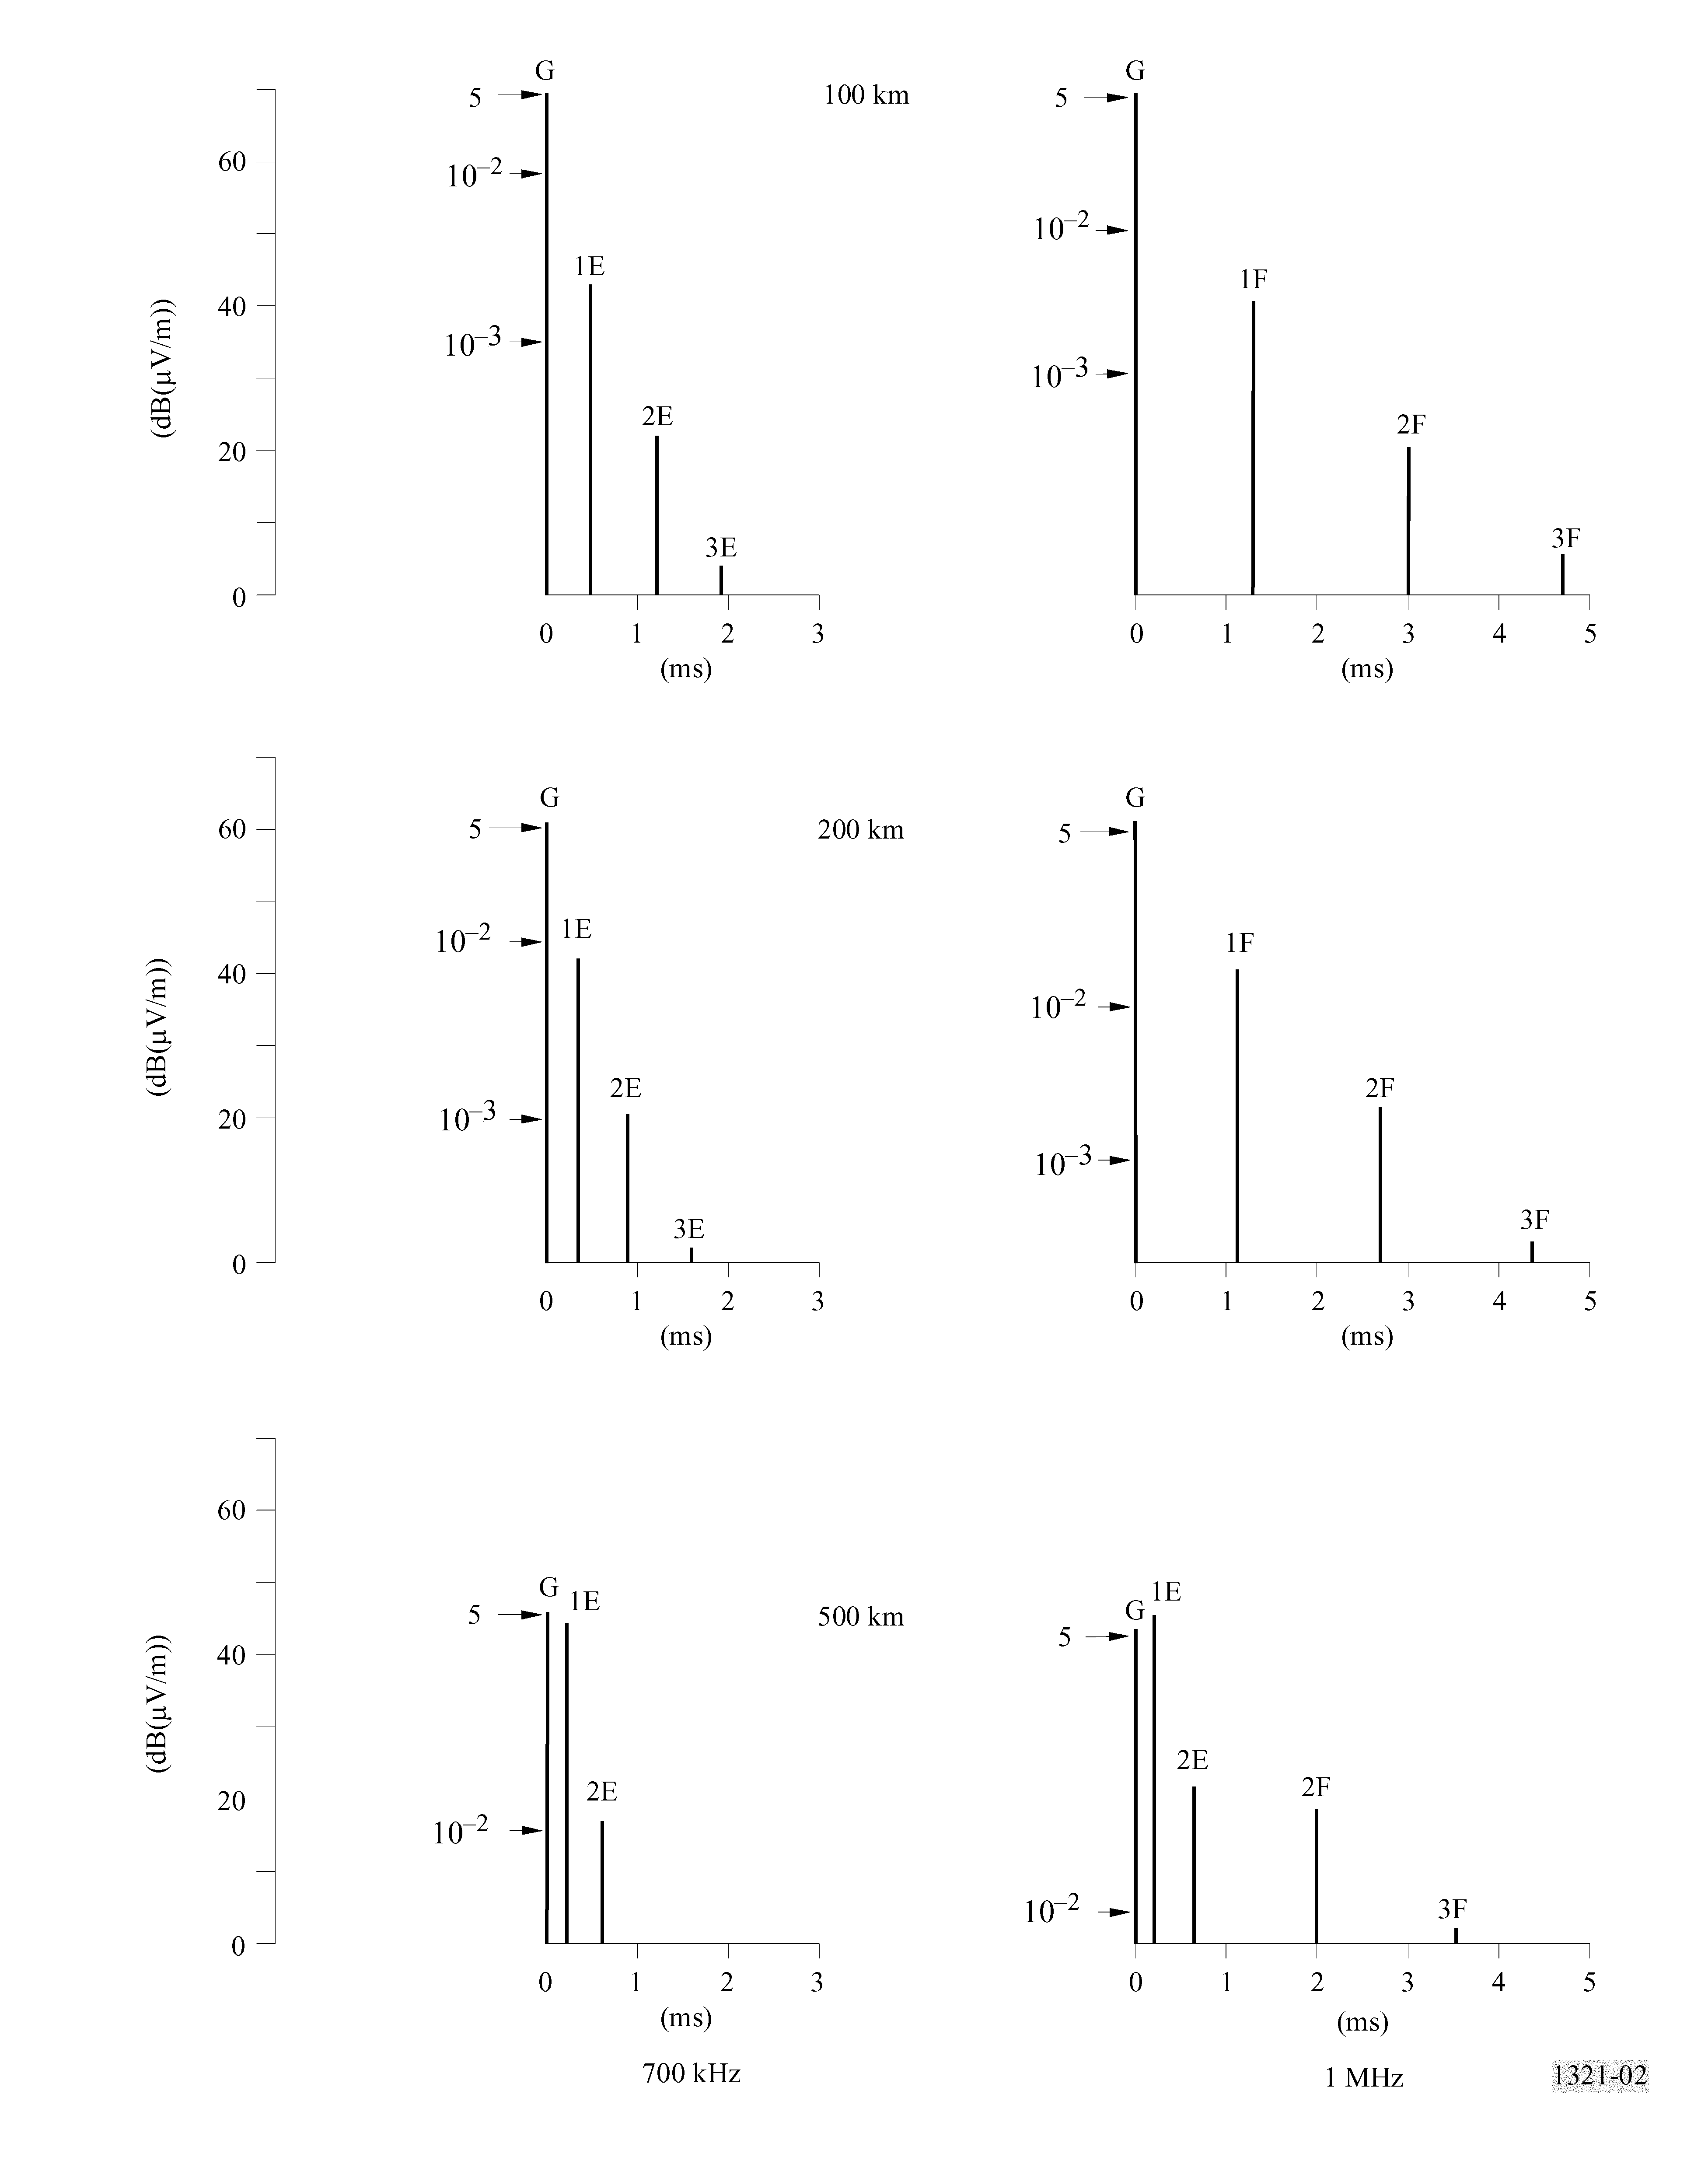 G
5
10⁻²
10⁻³
1E
2E
3E
100 km
G
5
10⁻²
10⁻³
1F
2F
3F
60
40
20
0
(dB(µV/m))
0 1 2 3
(ms)
0 1 2 3 4 5
(ms)
G
5
10⁻²
10⁻³
1E
2E
3E
200 km
G
5
10⁻²
10⁻³
1F
2F
3F
60
40
20
0
(dB(µV/m))
0 1 2 3
(ms)
0 1 2 3 4 5
(ms)
G
5
10⁻²
1E
2E
500 km
G
5
10⁻²
1E
2E
2F
3F
60
40
20
0
(dB(µV/m))
0 1 2 3
(ms)
0 1 2 3 4 5
(ms)
700 kHz
1 MHz
1321-02